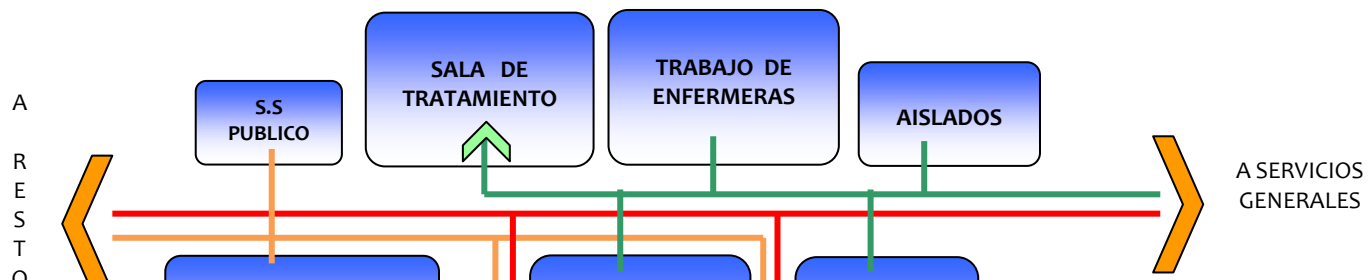 SALA DE
TRATAMIENTO
TRABAJO DE
ENFERMERAS
S.S
PUBLICO
AISLADOS
A
R
E
S
T
O
A SERVICIOS
GENERALES